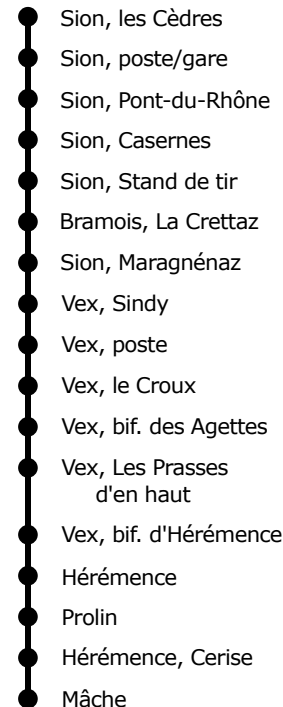 Sion, les Cèdres
Sion, poste/gare
Sion, Pont-du-Rhône
Sion, Casernes
Sion, Stand de tir
Bramois, La Crettaz
Sion, Maragnénaz
Vex, Sindy
Vex, poste
Vex, le Croux
Vex, bif. des Agettes
Vex, Les Prasses
d'en haut
Vex, bif. d'Hérémence
Hérémence
Prolin
Hérémence, Cerise
Mâche